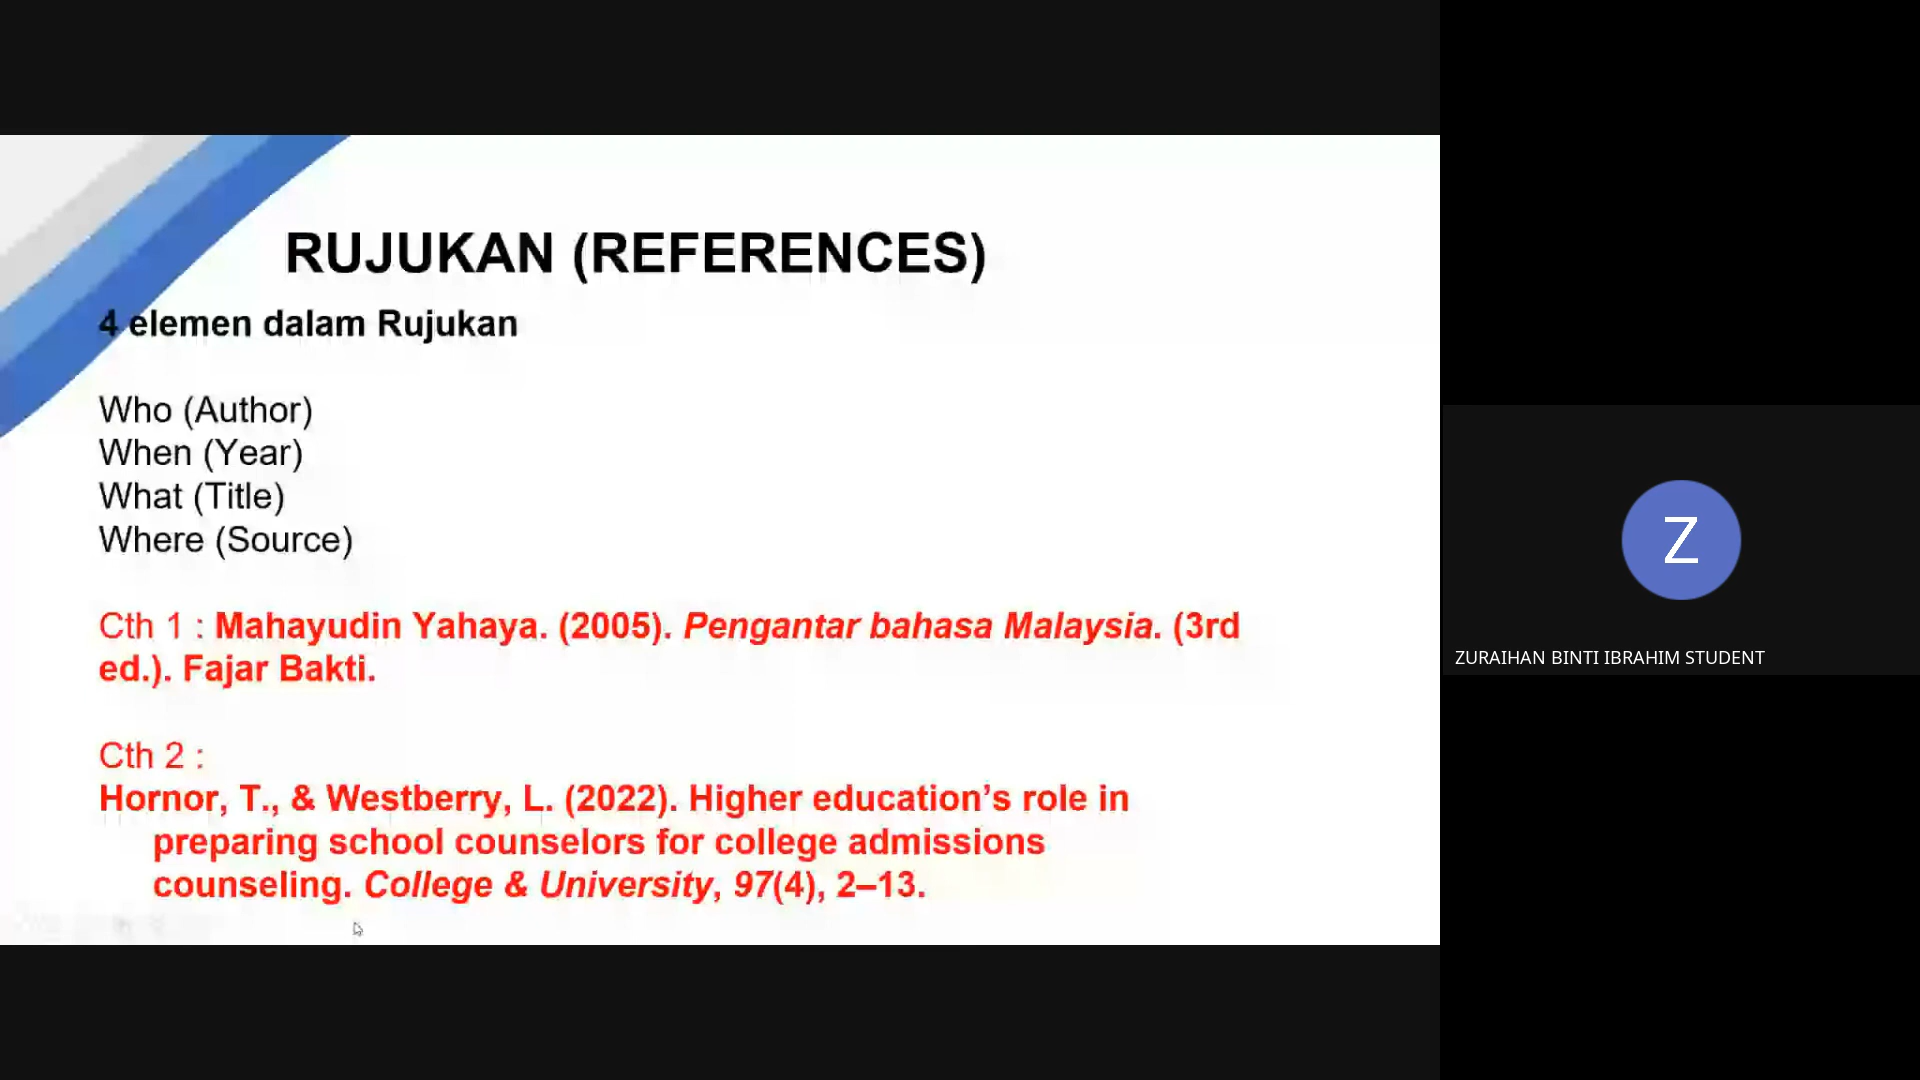 RUJUKAN (REFERENCES)
4 elemen dalam Rujukan
Who (Author)
When (Year)
What (Title)
Where (Source)
Cth 1 : Mahayudin Yahaya. (2005). Pengantar bahasa Malaysia. (3rd
ed.). Fajar Bakti.
Cth 2 :
Hornor, T., & Westberry, L. (2022). Higher education’s role in
preparing school counselors for college admissions
counseling. College & University, 97(4), 2–13.
Z
ZURAIHAN BINTI IBRAHIM STUDENT